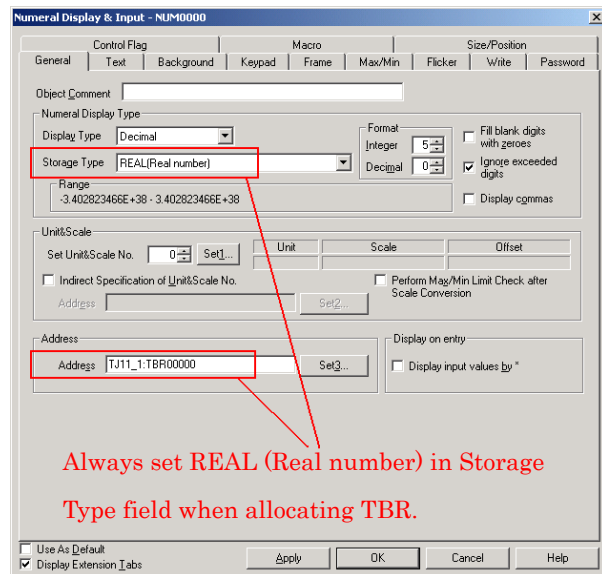 Numeral Display & Input - NUM0000
Control Flag Macro Size/Position
General Text Background Keypad Frame Max/Min Flicker Write Password
Object Comment
Numeral Display Type
Display Type Decimal
Format
Integer 5
Fill blank digits
with zeroes
Storage Type REAL(Real number)
Decimal 0
Ignore exceeded
digits
Range
-3.402823466E+38 - 3.402823466E+
+38
Display commas
Unit&Scale
Set Unit&Scale No. 0 Set1...
Unit Scale Offset
Indirect Specification of Unit&Scale No.
Perform Max/Min Limit Check after
Scale Conversion
Address Set2...
Address
Address TJ11_1:TBR00000 Set3...
Display on entry
Display input values by *
Always set REAL (Real number) in Storage
Type field when allocating TBR.
Use As Default
Display Extension Tabs
Apply OK Cancel Help